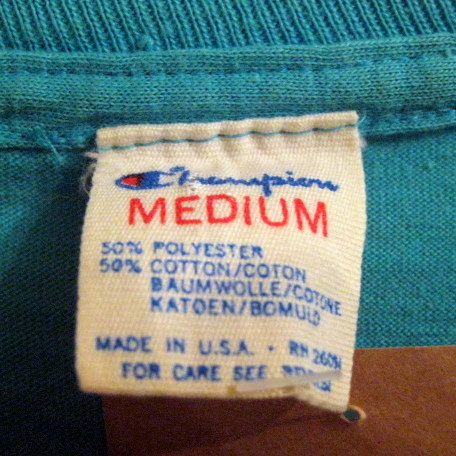 Champion
MEDIUM
50% POLYESTER
50% COTTON/COTON
BAUMWOLLE/COTONE
KATOEN/BOMULD
MADE IN U.S.A. · RN 26094
FOR CARE SEE